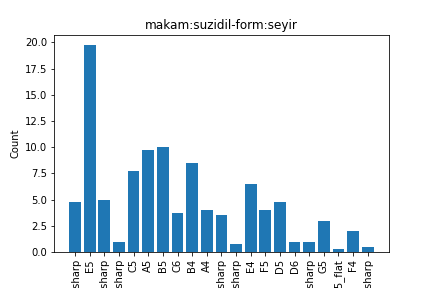 makam:suzidil-form:seyir
20.0
17.5
15.0
12.5
10.0
7.5
5.0
2.5
0.0
Count
sharp
E5
sharp
sharp
C5
A5
B5
C6
B4
A4
sharp
sharp
E4
F5
D5
D6
sharp
G5
5_flat
F4
sharp